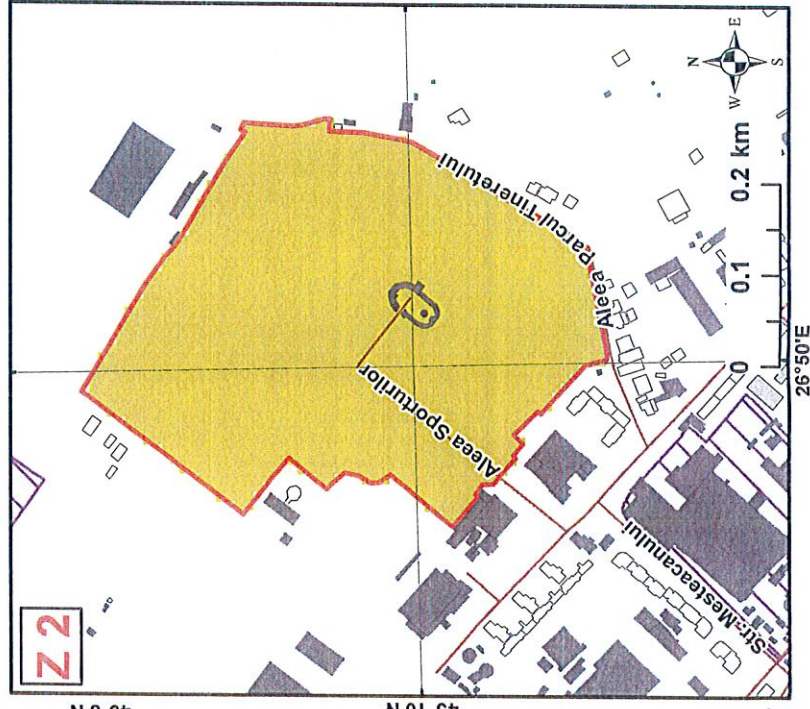 Z 2
N
W
E
S
Aleea Parcul Tineretului
Aleea Sporturilor
Str. Mesteacanului
0 0.1 0.2 km
26°50'E